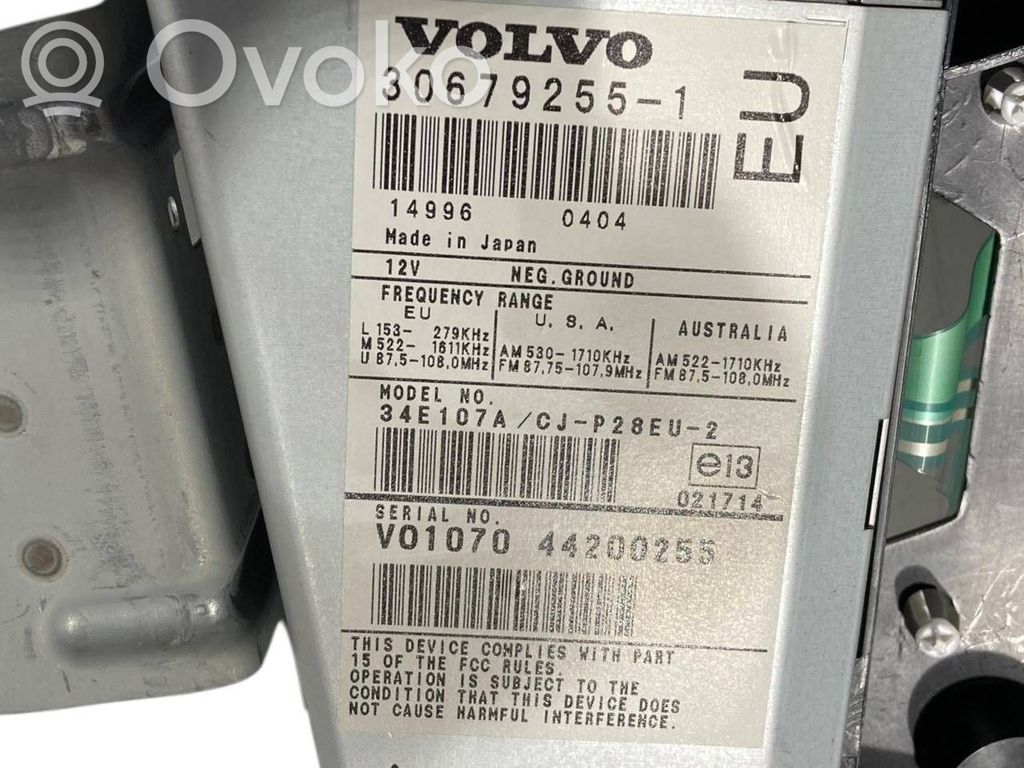 VOLVO
Ovoko
30679255-1
EU
14996 0404
Made in Japan
12V NEG. GROUND
FREQUENCY RANGE
EU
L 153- 279KHz
M 522- 1611KHz
U 87,5-108,0MHz
U. S. A.
AM 530-1710KHz
FM 87.75-107.9MHz
AUSTRALIA
AM 522-1710KHz
FM 87.5-108.0MHz
MODEL NO.
34E107A/CJ-P28EU-2
e13
021714
SERIAL NO.
VO1070 44200255
THIS DEVICE COMPLIES WITH PART
15 OF THE FCC RULES.
OPERATION IS SUBJECT TO THE
CONDITION THAT THIS DEVICE DOES
NOT CAUSE HARMFUL INTERFERENCE.